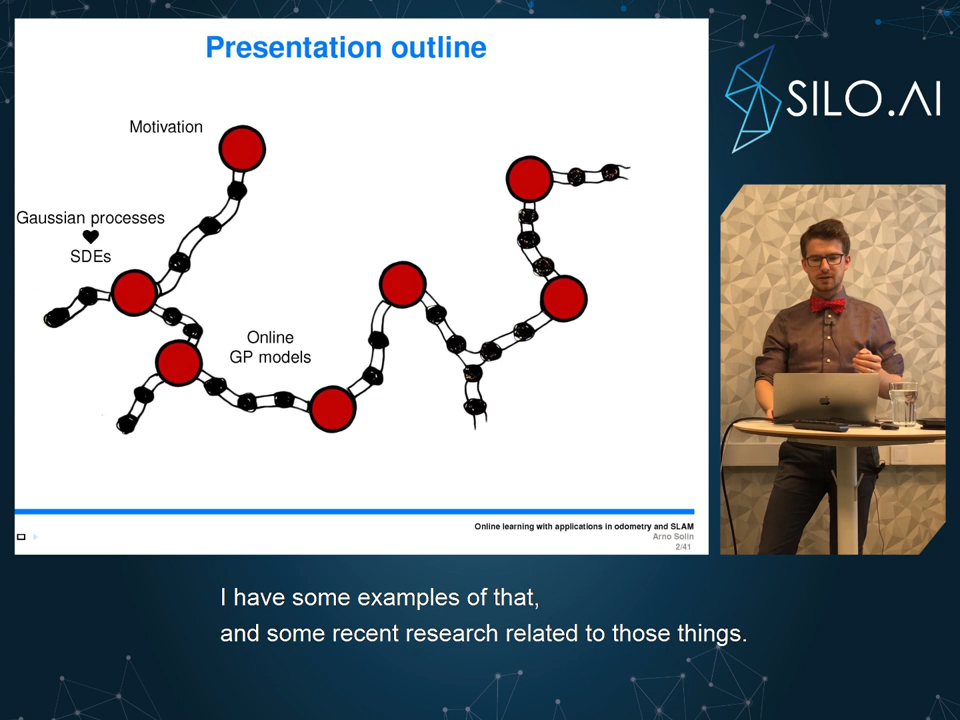 Presentation outline
Motivation
Gaussian processes
SDEs
Online
GP models
Online learning with applications in odometry and SLAM
Arno Solin
2/41
SILO.AI
I have some examples of that,
and some recent research related to those things.